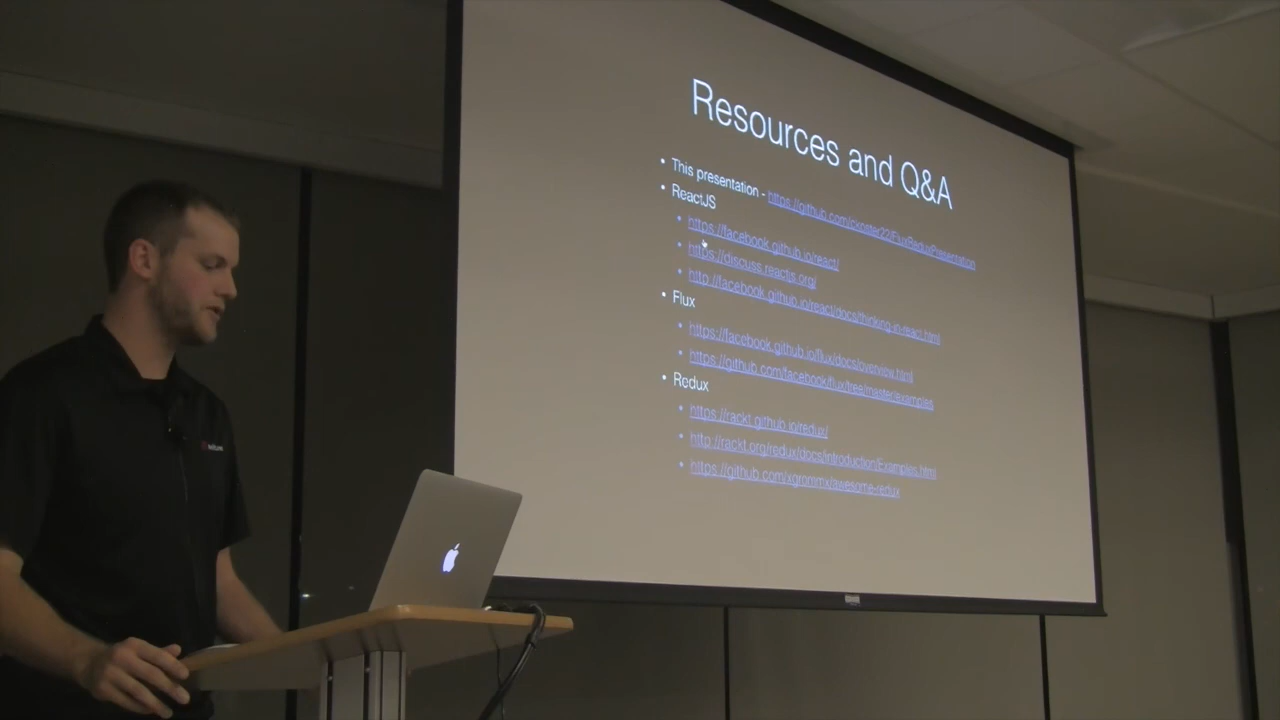 Resources and Q&A
• This presentation - https://github.com/cxoster22/FluxReduxPresentation
• ReactJS
• https://facebook.github.io/react/
• https://discuss.reactjs.org/
• http://facebook.github.io/react/docs/thinking-in-react.html
• Flux
• https://facebook.github.io/flux/docs/overview.html
• https://github.com/facebook/flux/tree/master/examples
• Redux
• https://rackt.github.io/redux/
• http://rackt.org/redux/docs/introduction/Examples.html
• https://github.com/xgrommx/awesome-redux